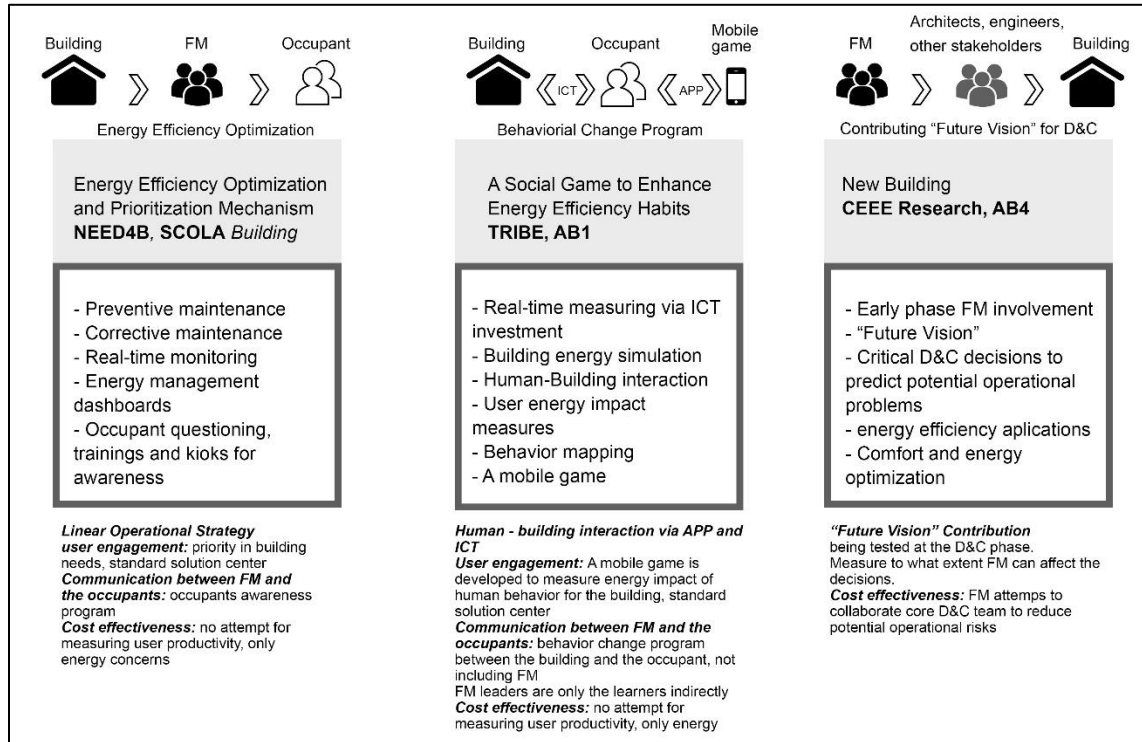 Building
FM
Occupant
Energy Efficiency Optimization
Energy Efficiency Optimization
and Prioritization Mechanism
NEED4B, SCOLA Building
- Preventive maintenance
- Corrective maintenance
- Real-time monitoring
- Energy management
dashboards
- Occupant questioning,
trainings and kioks for
awareness
Linear Operational Strategy
user engagement: priority in building
needs, standard solution center
Communication between FM and
the occupants: occupants awareness
program
Cost effectiveness: no attempt for
measuring user productivity, only
energy concerns
Building
Occupant
Mobile
game
ICT
APP
Behaviorial Change Program
A Social Game to Enhance
Energy Efficiency Habits
TRIBE, AB1
- Real-time measuring via ICT
investment
- Building energy simulation
- Human-Building interaction
- User energy impact
measures
- Behavior mapping
- A mobile game
Human - building interaction via APP and
ICT
User engagement: A mobile game is
developed to measure energy impact of
human behavior for the building, standard
solution center
Communication between FM and the
occupants: behavior change program
between the building and the occupant, not
including FM
FM leaders are only the learners indirectly
Cost effectiveness: no attempt for
measuring user productivity, only energy
FM
Architects, engineers,
other stakeholders
Building
Contributing "Future Vision" for D&C
New Building
CEEE Research, AB4
- Early phase FM involvement
- "Future Vision"
- Critical D&C decisions to
predict potential operational
problems
- energy efficiency aplications
- Comfort and energy
optimization
"Future Vision" Contribution
being tested at the D&C phase.
Measure to what extent FM can affect the
decisions.
Cost effectiveness: FM attemps to
collaborate core D&C team to reduce
potential operational risks